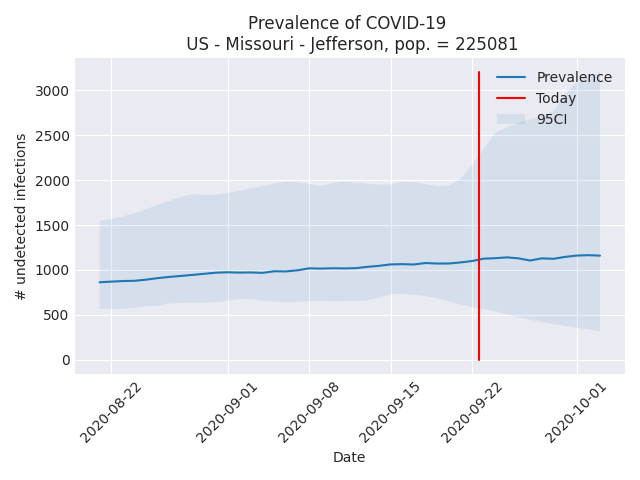 Prevalence of COVID-19
US - Missouri - Jefferson, pop. = 225081
Prevalence
Today
95CI
# undetected infections
3000
2500
2000
1500
1000
500
0
2020-08-22
2020-09-01
2020-09-08
2020-09-15
2020-09-22
2020-10-01
Date